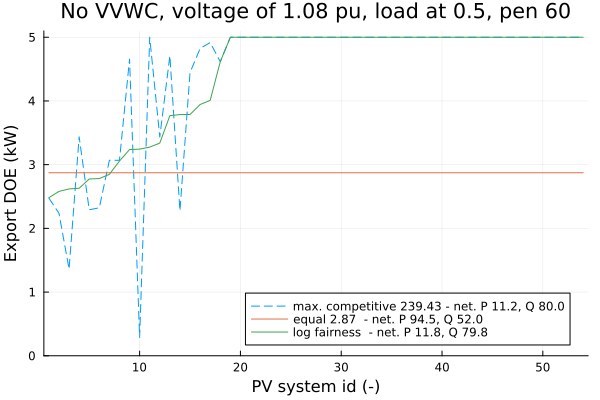 No VVWC, voltage of 1.08 pu, load at 0.5, pen 60
Export DOE (kW)
5
4
3
2
1
0
max. competitive 239.43 - net. P 11.2, Q 80.0
equal 2.87  - net. P 94.5, Q 52.0
log fairness  - net. P 11.8, Q 79.8
10 20 30 40 50
PV system id (-)